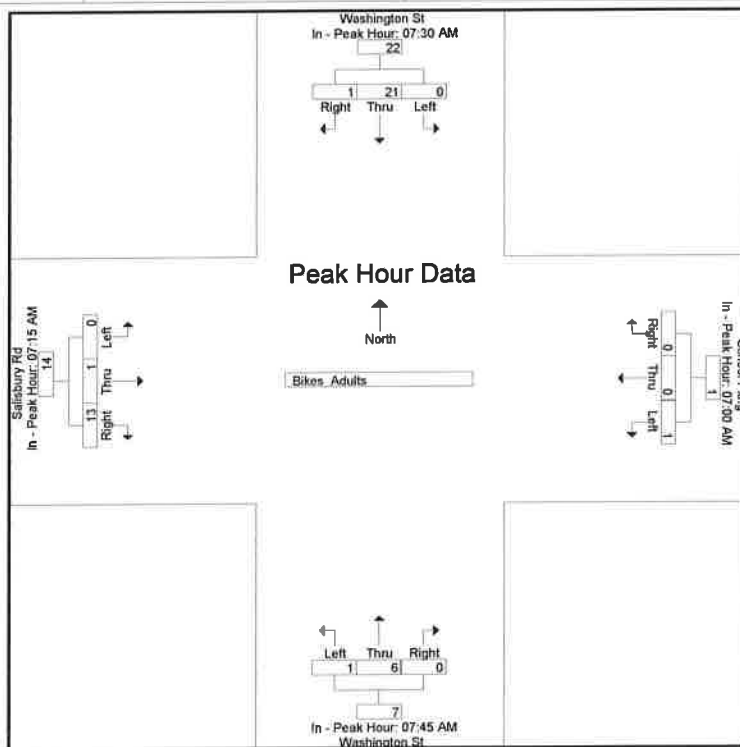 Washington St
In - Peak Hour: 07:30 AM
22
1 21 0
Right Thru Left
Peak Hour Data
North
Bikes_Adults
Salisbury Rd
In - Peak Hour: 07:15 AM
14
0 1 13
Left Thru Right
In - Peak Hour: 07:00 AM
1
0 0 1
Right Thru Left
Left Thru Right
1 6 0
7
In - Peak Hour: 07:45 AM
Washington St